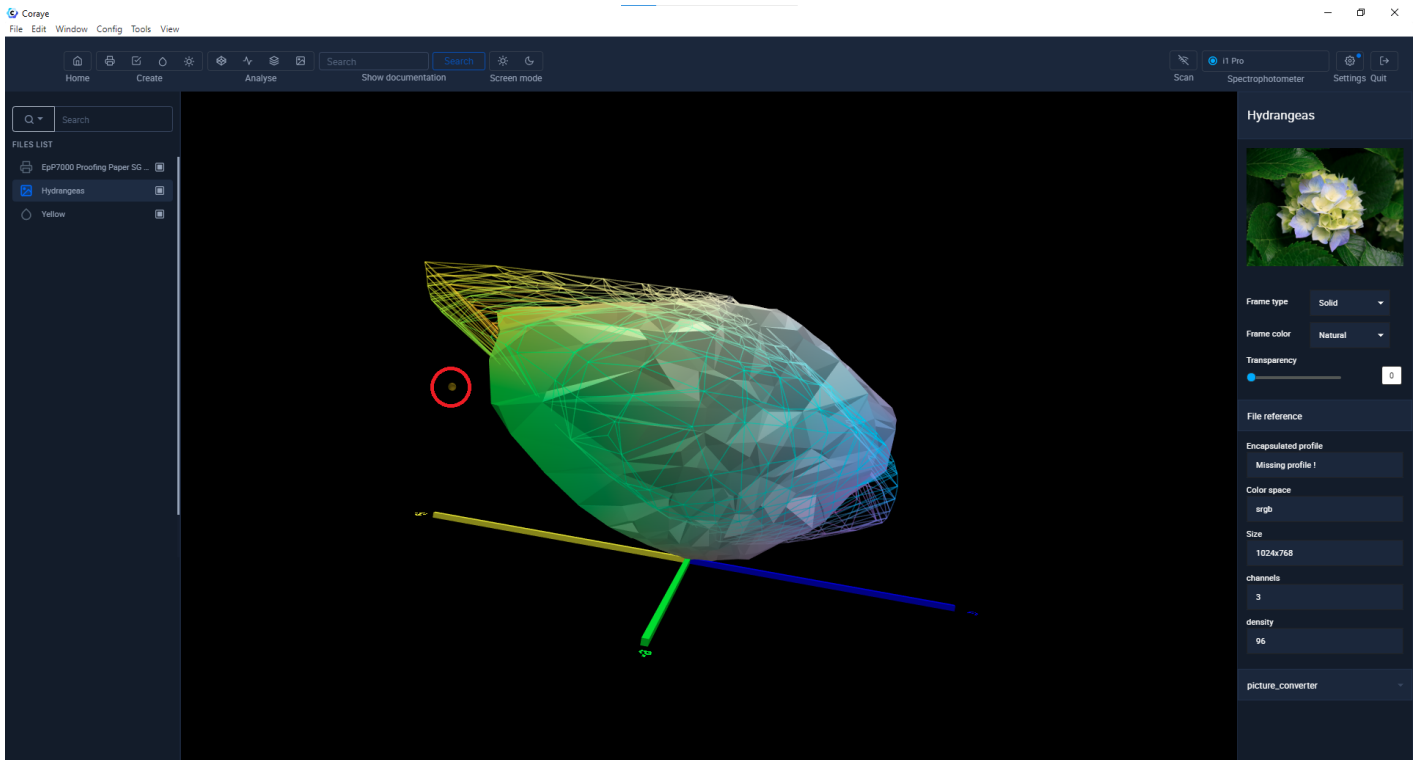 Coraye
File Edit Window Config Tools View
Search
Search
i1 Pro
Home
Create
Analyse
Show documentation
Screen mode
Scan
Spectrophotometer
Settings Quit
Search
FILES LIST
EpP7000 Proofing Paper SG ...
Hydrangeas
Yellow
Hydrangeas
Frame type
Solid
Frame color
Natural
Transparency
0
File reference
Encapsulated profile
Missing profile !
Color space
srgb
Size
1024x768
channels
3
density
96
picture_converter